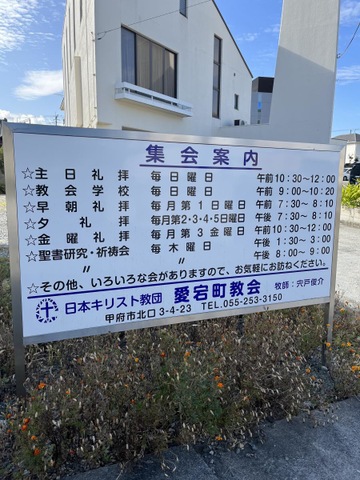 集会案内
☆主日礼拝 毎日曜日 午前10:30～12:00
☆教会学校 毎日曜日 午前9:00～10:20
☆早朝礼拝 毎月第1日曜日 午前7:30～8:10
☆夕礼拝 毎月第2・3・4・5日曜日 午後7:30～8:10
☆金曜礼拝 毎月第3金曜日 午前10:30～11:00
☆聖書研究・祈祷会 毎木曜日 午後1:30～3:00
〃 〃 午後8:00～9:00
☆その他、いろいろな会がありますので、お気軽にお訪ねください。
日本キリスト教団 愛宕町教会 牧師：宍戸俊介
甲府市北口3-4-23 TEL.055-253-3150